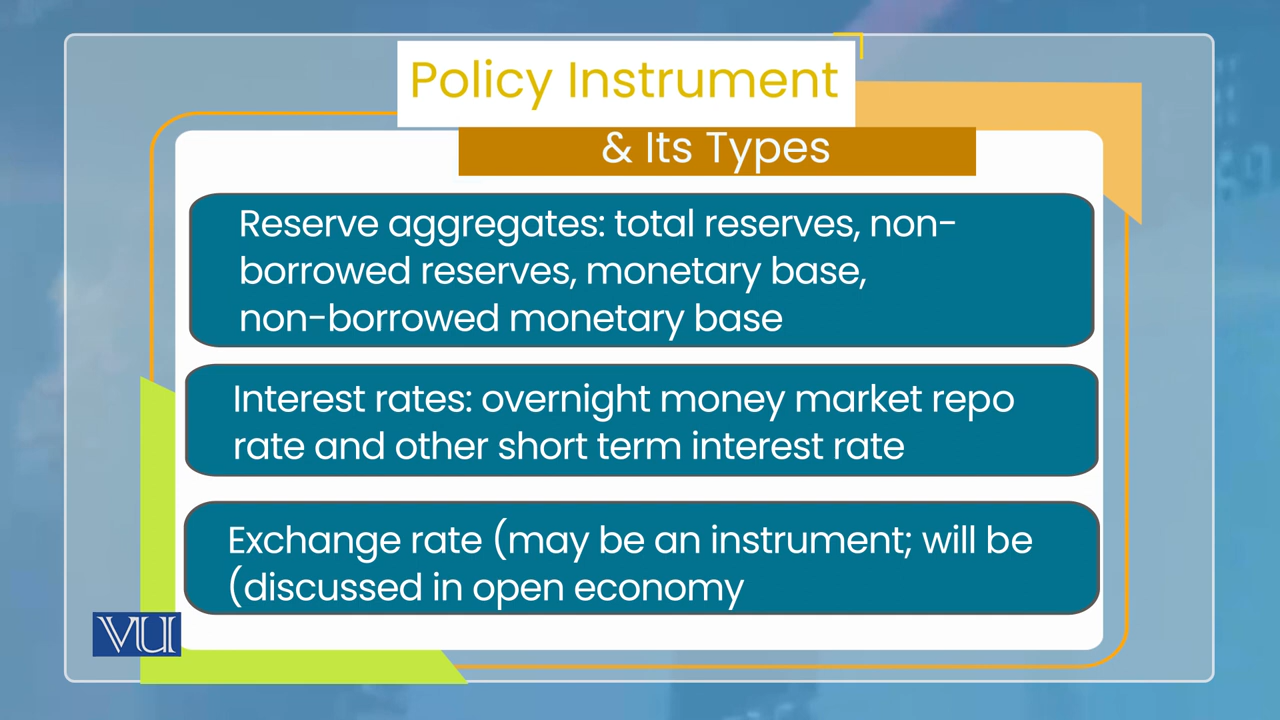 Policy Instrument
& Its Types
Reserve aggregates: total reserves, non-
borrowed reserves, monetary base,
non-borrowed monetary base
Interest rates: overnight money market repo
rate and other short term interest rate
Exchange rate (may be an instrument; will be
(discussed in open economy
VU